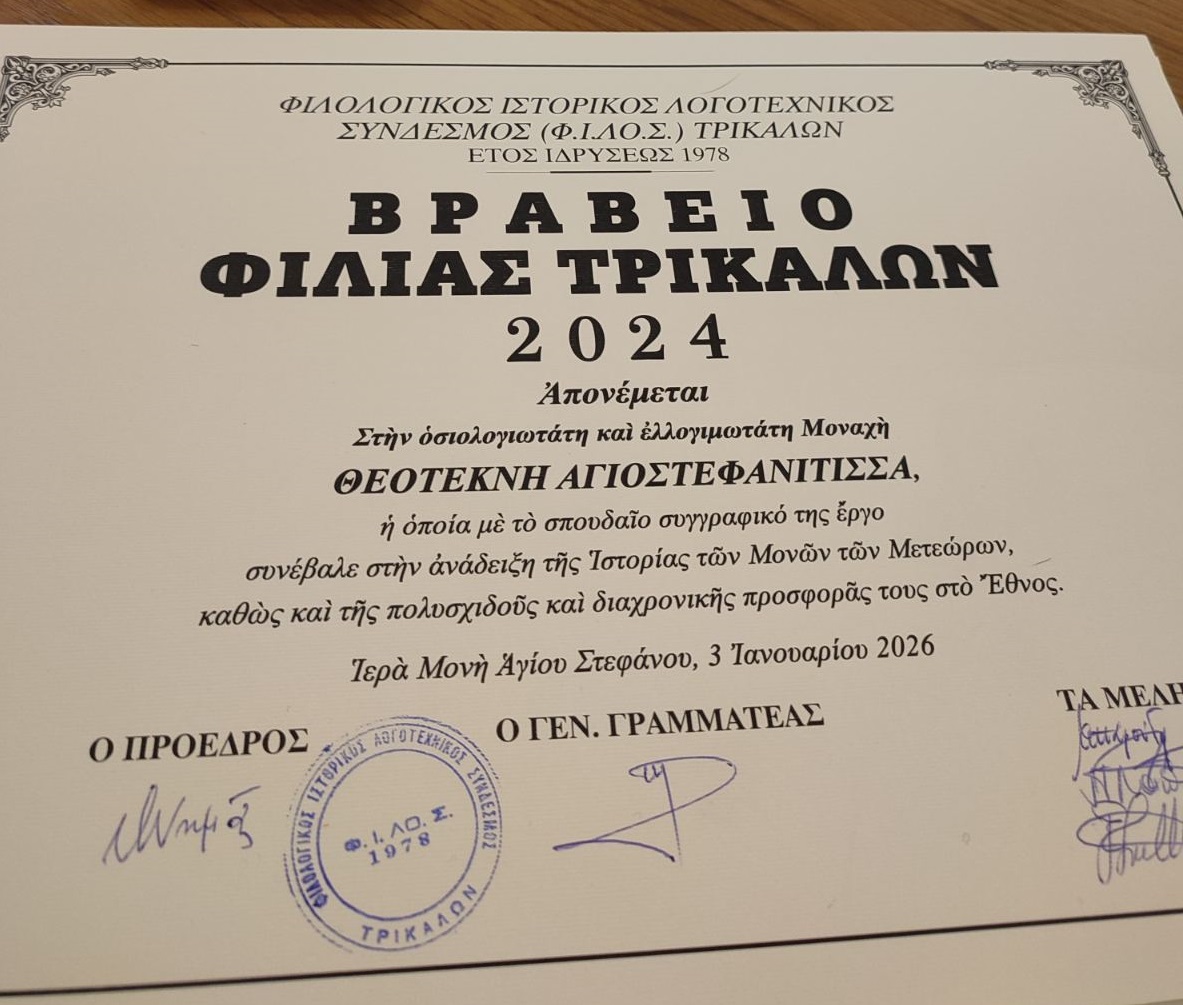 ΦΙΛΟΛΟΓΙΚΟΣ ΙΣΤΟΡΙΚΟΣ ΛΟΓΟΤΕΧΝΙΚΟΣ
ΣΥΝΔΕΣΜΟΣ (Φ.Ι.ΛΟ.Σ.) ΤΡΙΚΑΛΩΝ
ΕΤΟΣ ΙΔΡΥΣΕΩΣ 1978
ΒΡΑΒΕΙΟ
ΦΙΛΙΑΣ ΤΡΙΚΑΛΩΝ
2024
Ἀπονέμεται
Στὴν ὁσιολογιωτάτη καὶ ἐλλογιμωτάτη Μοναχὴ
ΘΕΟΤΕΚΝΗ ΑΓΙΟΣΤΕΦΑΝΙΤΙΣΣΑ,
ἡ ὁποία μὲ τὸ σπουδαῖο συγγραφικό της ἔργο
συνέβαλε στὴν ἀνάδειξη τῆς Ἱστορίας τῶν Μονῶν τῶν Μετεώρων,
καθὼς καὶ τῆς πολυσχιδοῦς καὶ διαχρονικῆς προσφορᾶς τους στὸ Ἔθνος.
Ἱερὰ Μονὴ Ἁγίου Στεφάνου, 3 Ἰανουαρίου 2026
Ο ΠΡΟΕΔΡΟΣ
Ο ΓΕΝ. ΓΡΑΜΜΑΤΕΑΣ
ΤΑ ΜΕΛΗ
ΦΙΛΟΛΟΓΙΚΟΣ ΙΣΤΟΡΙΚΟΣ ΛΟΓΟΤΕΧΝΙΚΟΣ ΣΥΝΔΕΣΜΟΣ
Φ. Ι. ΛΟ. Σ.
1978
ΤΡΙΚΑΛΩΝ